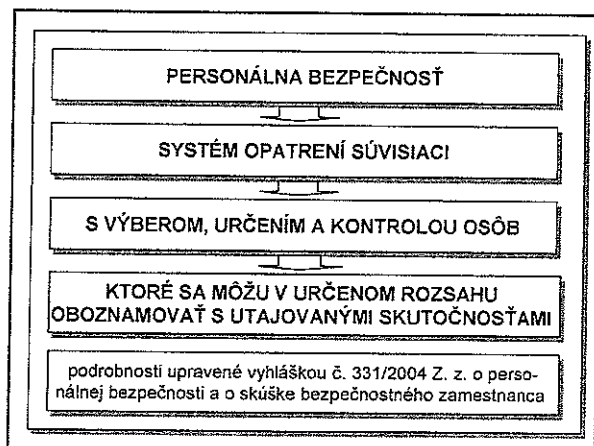 PERSONÁLNA BEZPEČNOSŤ
SYSTÉM OPATRENÍ SÚVISIACI
S VÝBEROM, URČENÍM A KONTROLOU OSÔB
KTORÉ SA MÔŽU V URČENOM ROZSAHU
OBOZNAMOVAŤ S UTAJOVANÝMI SKUTOČNOSŤAMI
podrobnosti upravené vyhláškou č. 331/2004 Z. z. o perso-
nálnej bezpečnosti a o skúške bezpečnostného zamestnanca